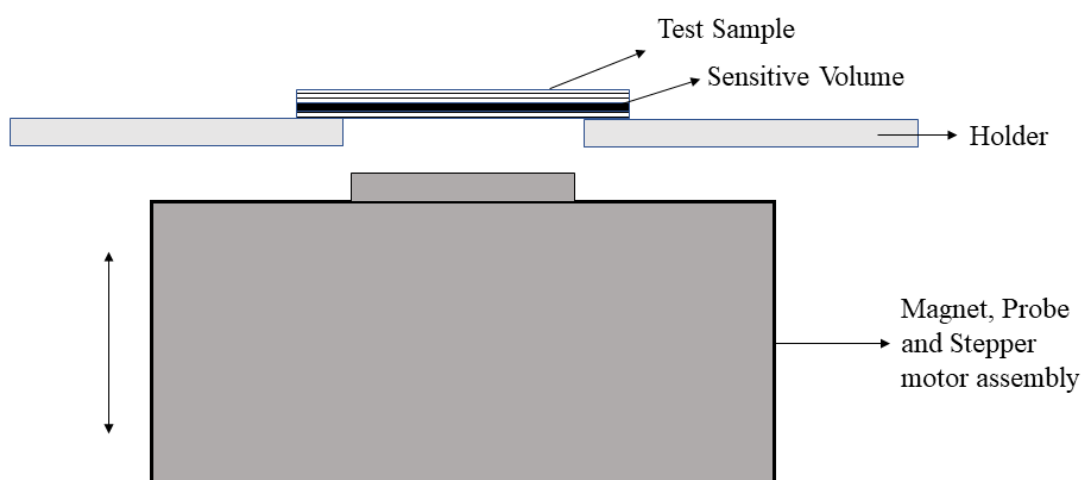 Test Sample
Sensitive Volume
Holder
Magnet, Probe
and Stepper
motor assembly